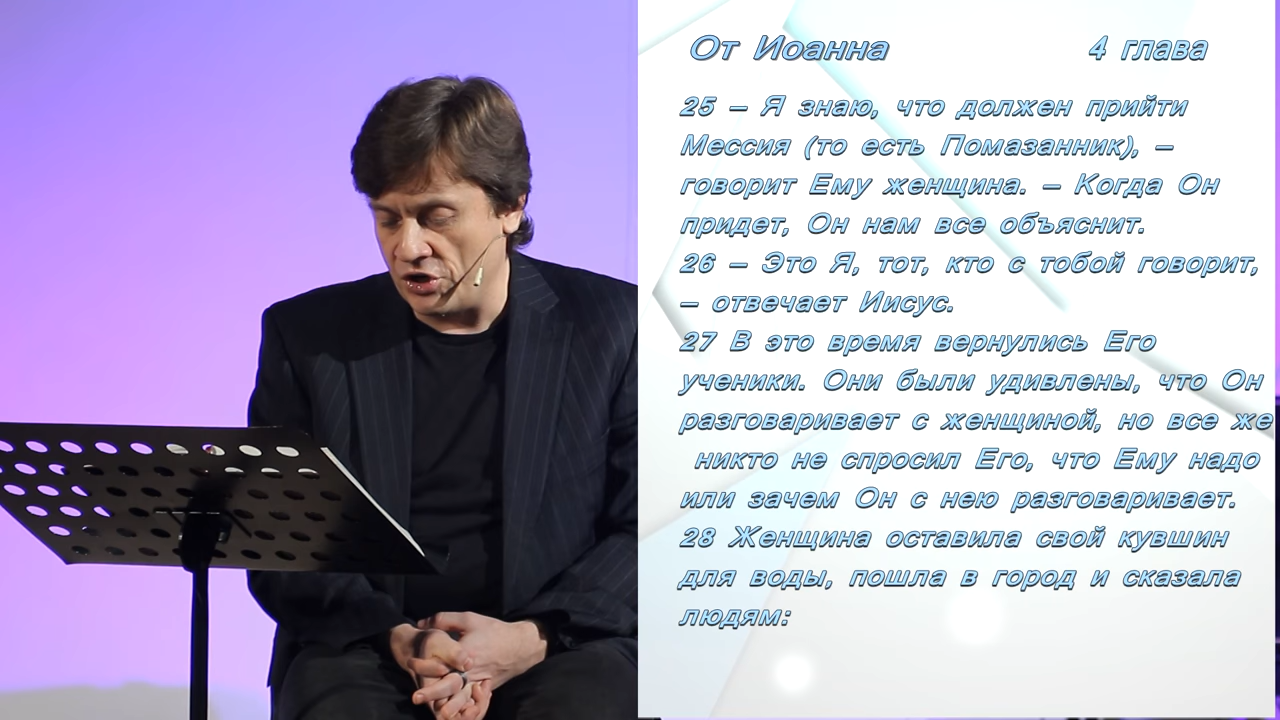 От Иоанна 4 глава
25 – Я знаю, что должен прийти
Мессия (то есть Помазанник), –
говорит Ему женщина. – Когда Он
придет, Он нам все объяснит.
26 – Это Я, тот, кто с тобой говорит,
– отвечает Иисус.
27 В это время вернулись Его
ученики. Они были удивлены, что Он
разговаривает с женщиной, но все же
никто не спросил Его, что Ему надо
или зачем Он с нею разговаривает.
28 Женщина оставила свой кувшин
для воды, пошла в город и сказала
людям: